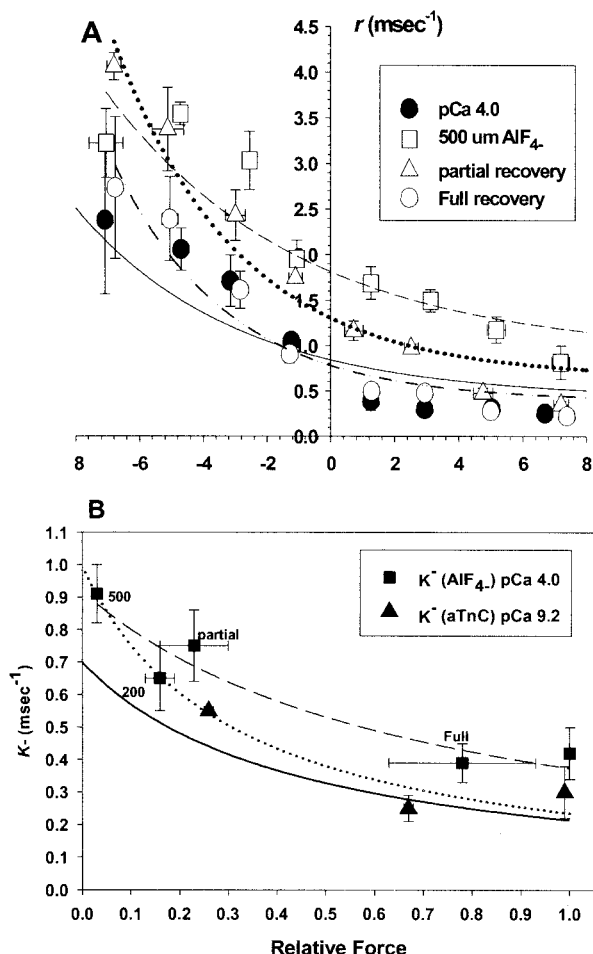 A
r (msec-1)
4.5
4.0
3.5
3.0
2.5
2.0
1.5
1.0
0.5
0.0
pCa 4.0
500 um AlF4-
partial recovery
Full recovery
8 -6 -4 -2 0 2 4 6 8
B
1.1
1.0
0.9
0.8
0.7
0.6
0.5
0.4
0.3
0.2
0.1
0.0
K- (msec-1)
K- (AlF4-) pCa 4.0
K- (aTnC) pCa 9.2
500
partial
200
Full
0.0 0.1 0.2 0.3 0.4 0.5 0.6 0.7 0.8 0.9 1.0
Relative Force